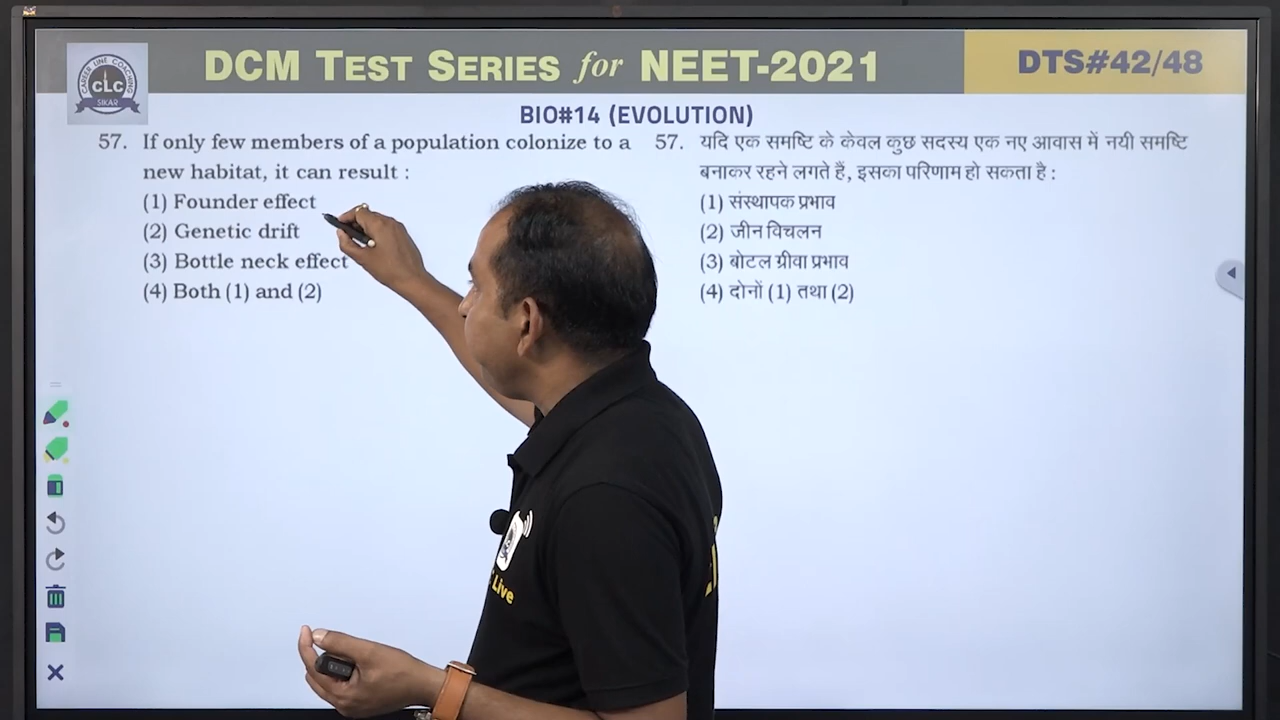 DCM TEST SERIES for NEET-2021
DTS#42/48
CAREER LINE COACHING
CLC
SIKAR
BIO#14 (EVOLUTION)
57. If only few members of a population colonize to a
new habitat, it can result :
(1) Founder effect
(2) Genetic drift
(3) Bottle neck effect
(4) Both (1) and (2)
57. यदि एक समष्टि के केवल कुछ सदस्य एक नए आवास में नयी समष्टि
बनाकर रहने लगते हैं, इसका परिणाम हो सकता है :
(1) संस्थापक प्रभाव
(2) जीन विचलन
(3) बोटल ग्रीवा प्रभाव
(4) दोनों (1) तथा (2)
Live